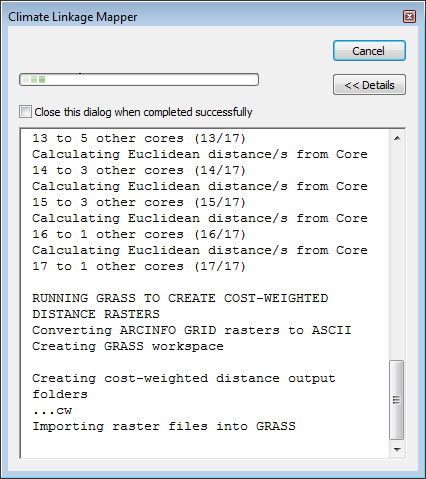 Climate Linkage Mapper
Cancel
<< Details
Close this dialog when completed successfully
13 to 5 other cores (13/17)
Calculating Euclidean distance/s from Core
14 to 3 other cores (14/17)
Calculating Euclidean distance/s from Core
15 to 3 other cores (15/17)
Calculating Euclidean distance/s from Core
16 to 1 other cores (16/17)
Calculating Euclidean distance/s from Core
17 to 1 other cores (17/17)
RUNNING GRASS TO CREATE COST-WEIGHTED
DISTANCE RASTERS
Converting ARCINFO GRID rasters to ASCII
Creating GRASS workspace
Creating cost-weighted distance output
folders
...cw
Importing raster files into GRASS